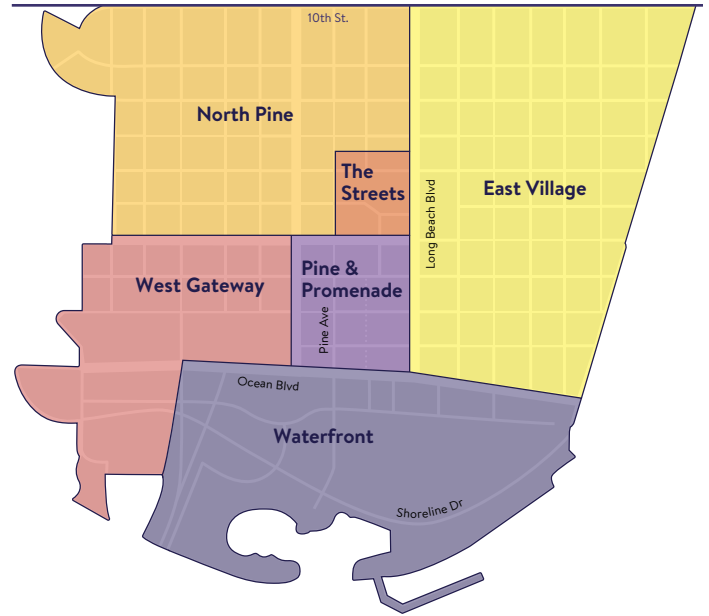 10th St.
North Pine
The
Streets
East Village
Long Beach Blvd
West Gateway
Pine &
Promenade
Pine Ave
Ocean Blvd
Waterfront
Shoreline Dr